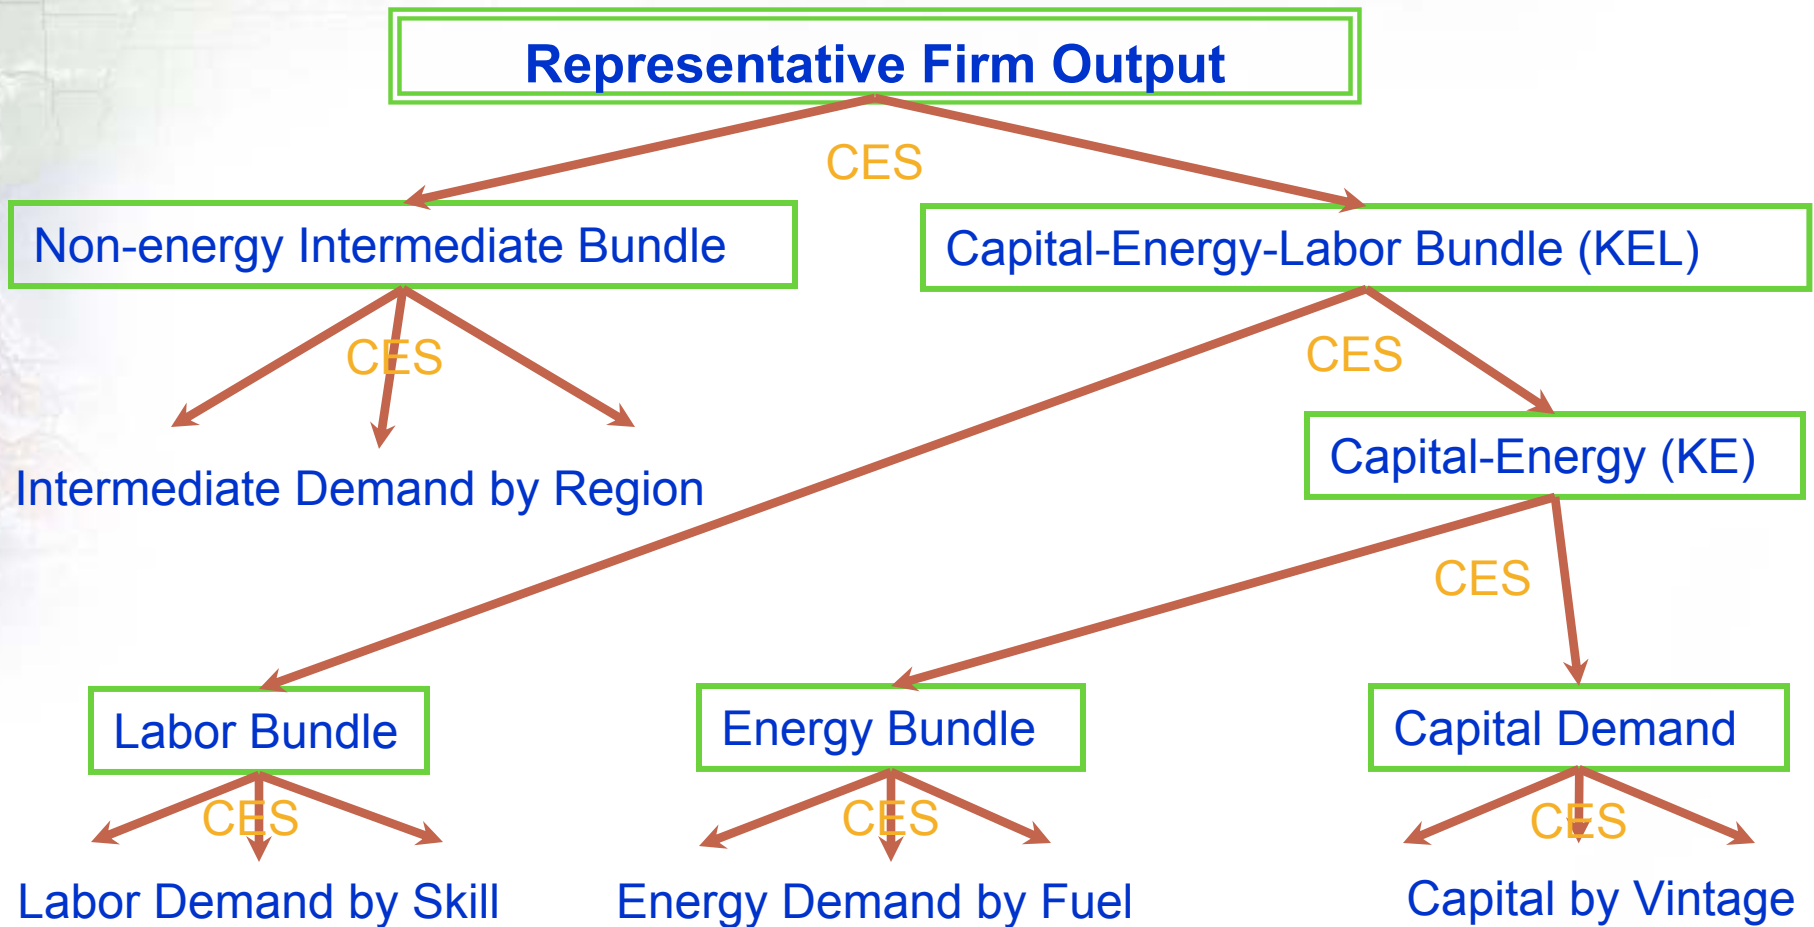 Representative Firm Output
CES
Non-energy Intermediate Bundle
Capital-Energy-Labor Bundle (KEL)
CES
CES
Capital-Energy (KE)
Intermediate Demand by Region
CES
Labor Bundle
Energy Bundle
Capital Demand
CES
CES
CES
Labor Demand by Skill
Energy Demand by Fuel
Capital by Vintage